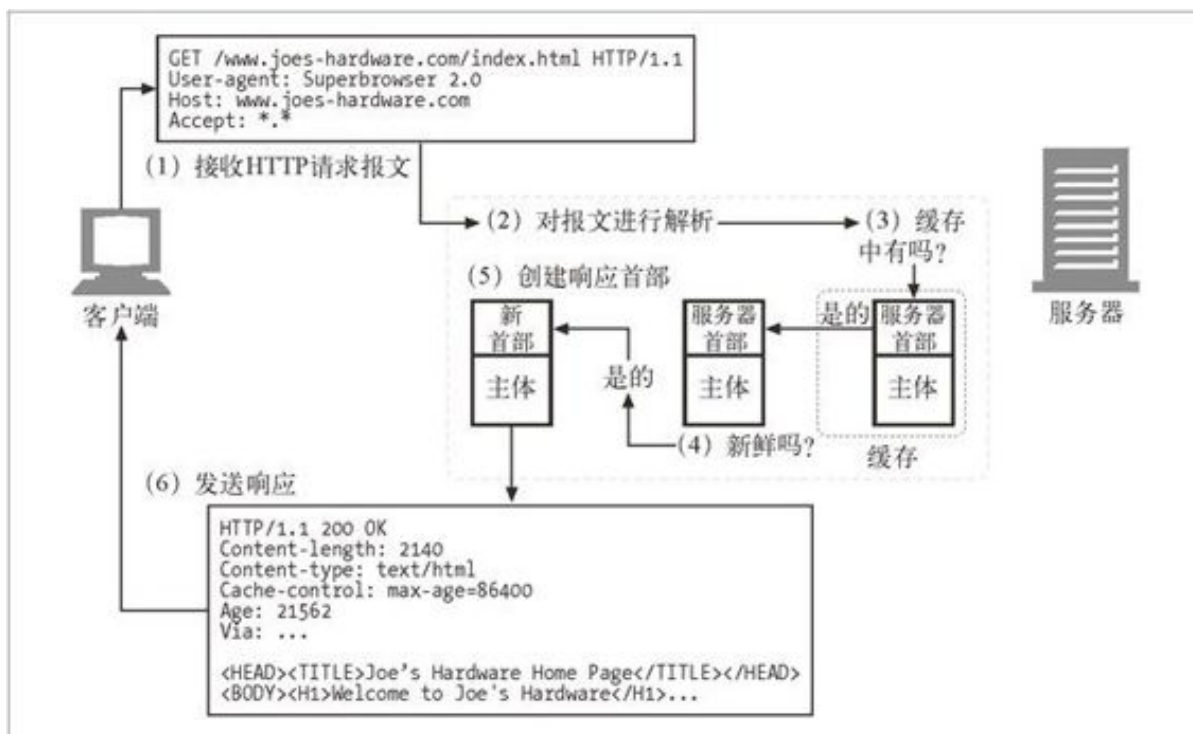 GET /www.joes-hardware.com/index.html HTTP/1.1
User-agent: Superbrowser 2.0
Host: www.joes-hardware.com
Accept: *.*
(1) 接收HTTP请求报文
(2) 对报文进行解析
(3) 缓存
中有吗?
(5) 创建响应首部
客户端
新
首部
主体
是的
服务器
首部
主体
是的
服务器
首部
主体
服务器
(4) 新鲜吗?
缓存
(6) 发送响应
HTTP/1.1 200 OK
Content-length: 2140
Content-type: text/html
Cache-control: max-age=86400
Age: 21562
Via: ...
<HEAD><TITLE>Joe’s Hardware Home Page</TITLE></HEAD>
<BODY><H1>Welcome to Joe's Hardware</H1>...